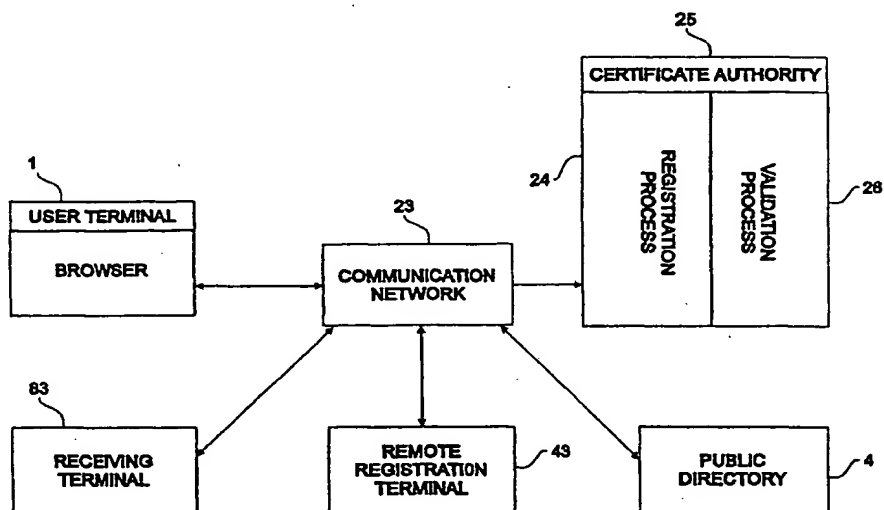 25
CERTIFICATE AUTHORITY
24
REGISTRATION
PROCESS
VALIDATION
PROCESS
26
1
USER TERMINAL
BROWSER
23
COMMUNICATION
NETWORK
83
RECEIVING
TERMINAL
REMOTE
REGISTRATION
TERMINAL
43
PUBLIC
DIRECTORY
4